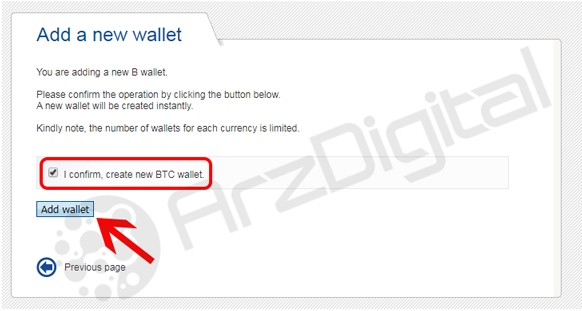 Add a new wallet
You are adding a new B wallet.
Please confirm the operation by clicking the button below.
A new wallet will be created instantly.
Kindly note, the number of wallets for each currency is limited.
I confirm, create new BTC wallet.
Add wallet
Previous page
ArzDigital